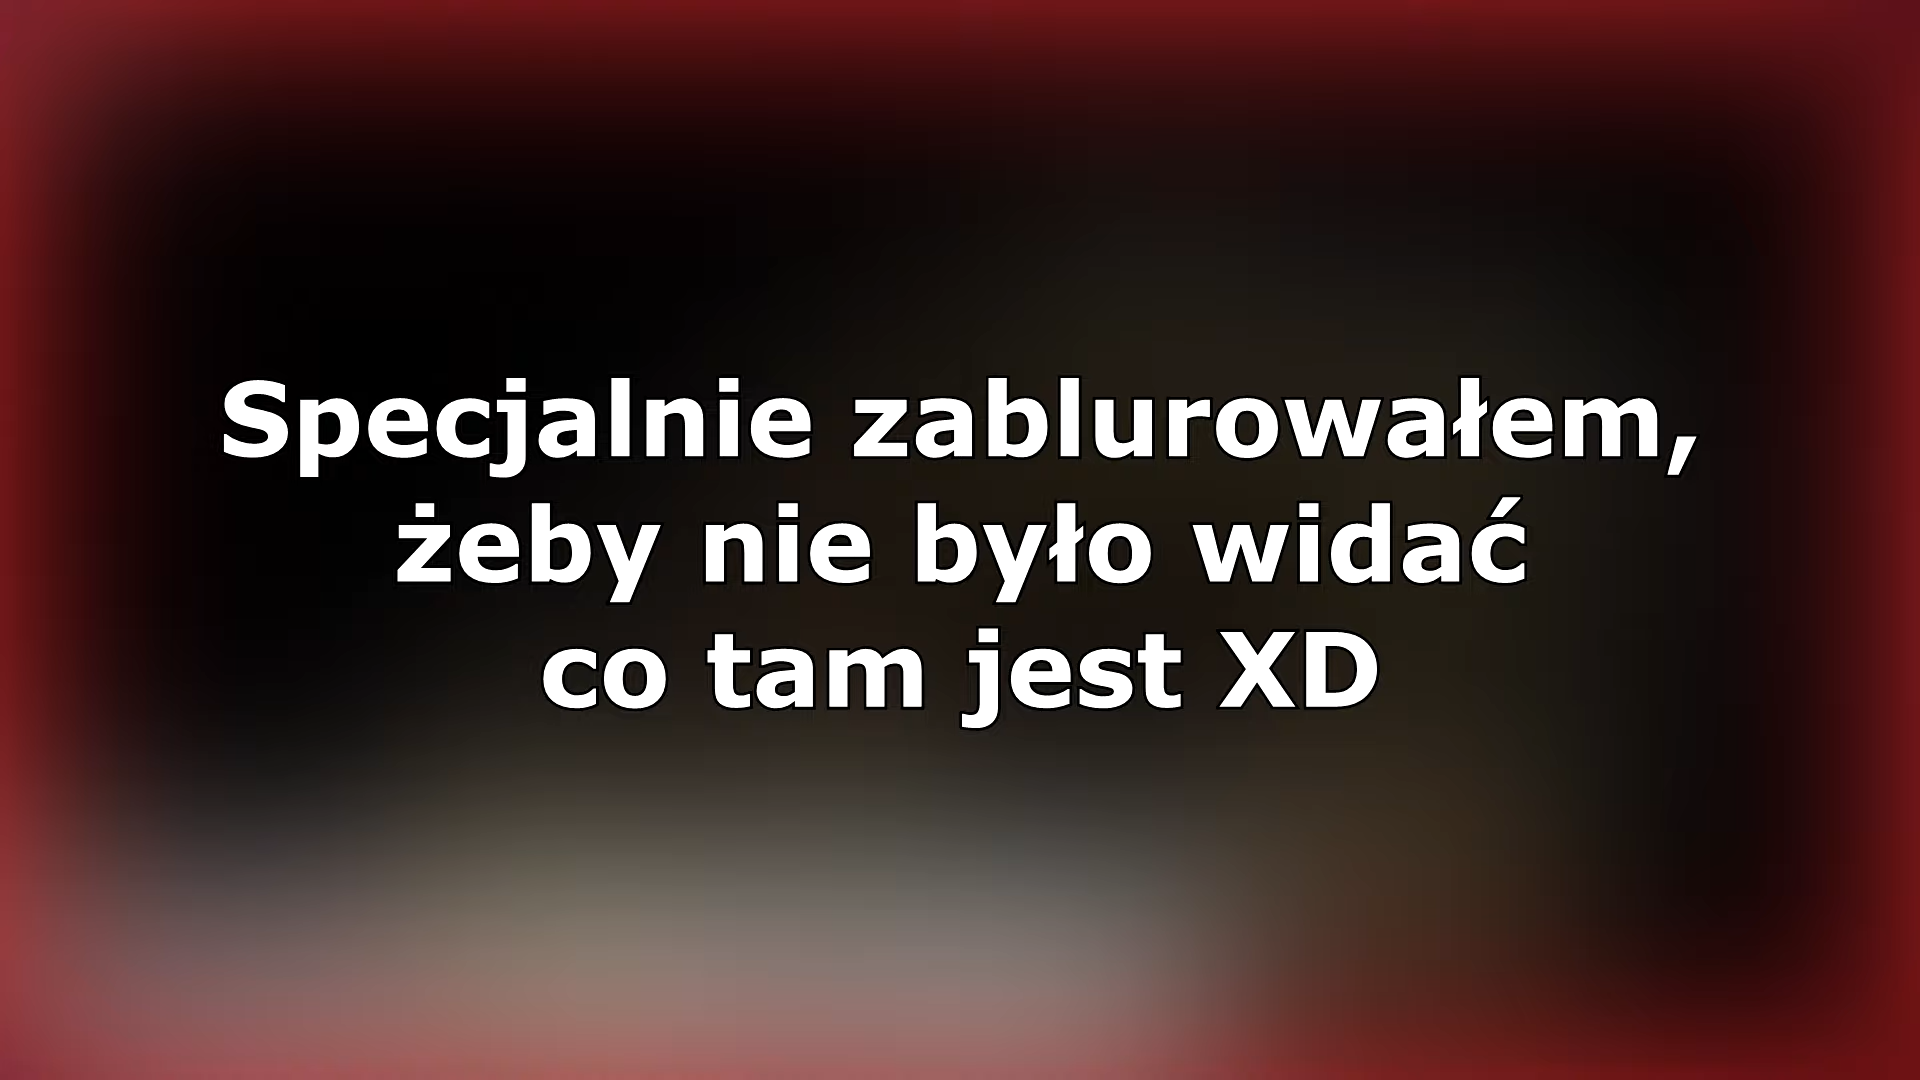 Specjalnie zablurowałem,
żeby nie było widać
co tam jest XD